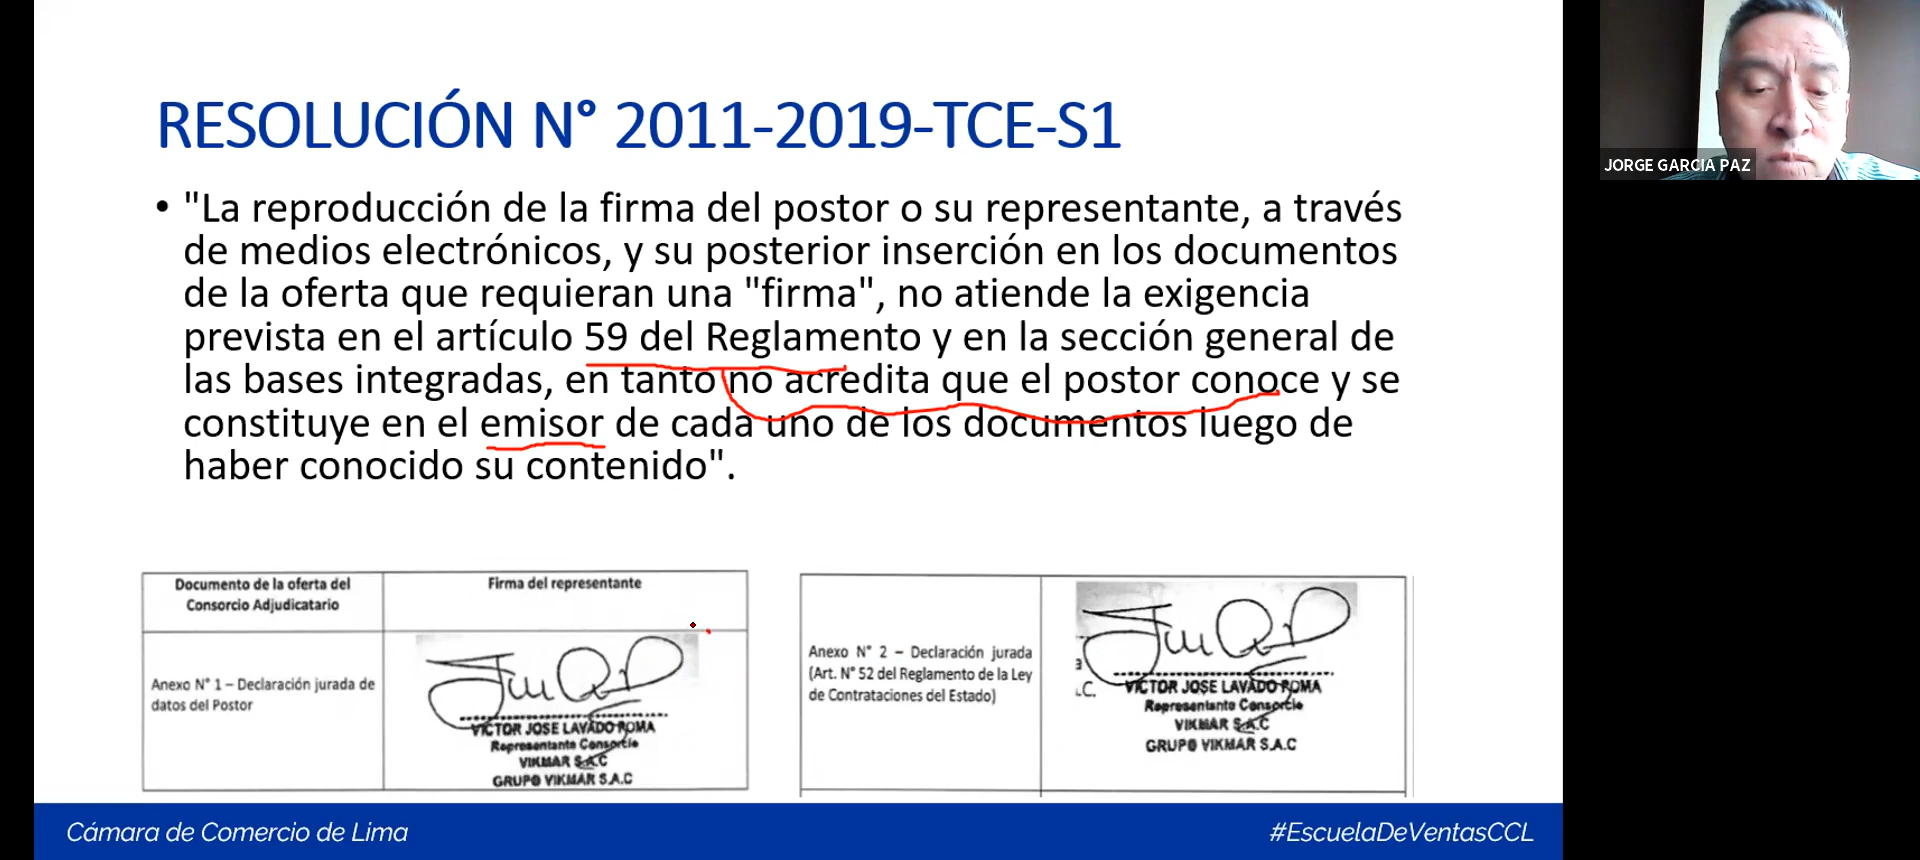 RESOLUCIÓN N° 2011-2019-TCE-S1
JORGE GARCIA PAZ
• "La reproducción de la firma del postor o su representante, a través
de medios electrónicos, y su posterior inserción en los documentos
de la oferta que requieran una "firma", no atiende la exigencia
prevista en el artículo 59 del Reglamento y en la sección general de
las bases integradas, en tanto no acredita que el postor conoce y se
constituye en el emisor de cada uno de los documentos luego de
haber conocido su contenido".
Documento de la oferta del
Consorcio Adjudicatario
Firma del representante
Anexo N° 1 – Declaración jurada de
datos del Postor
VICTOR JOSE LAVADO ROMA
Representante Consorcio
VIKMAR S.A.C
GRUPO VIKMAR S.A.C
Anexo N° 2 – Declaración jurada
(Art. N° 52 del Reglamento de la Ley
de Contrataciones del Estado)
.C.
VICTOR JOSE LAVADO ROMA
Representante Consorcio
VIKMAR S.A.C
GRUPO VIKMAR S.A.C
Cámara de Comercio de Lima
#EscuelaDeVentasCCL